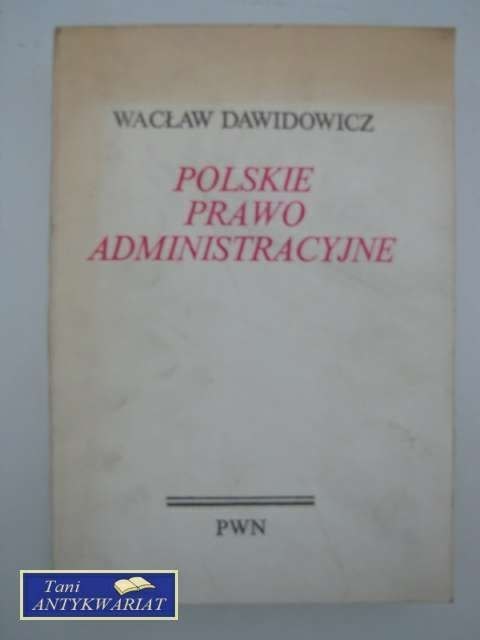 WACŁAW DAWIDOWICZ
POLSKIE
PRAWO
ADMINISTRACYJNE
PWN
Tani
ANTYKWARIAT